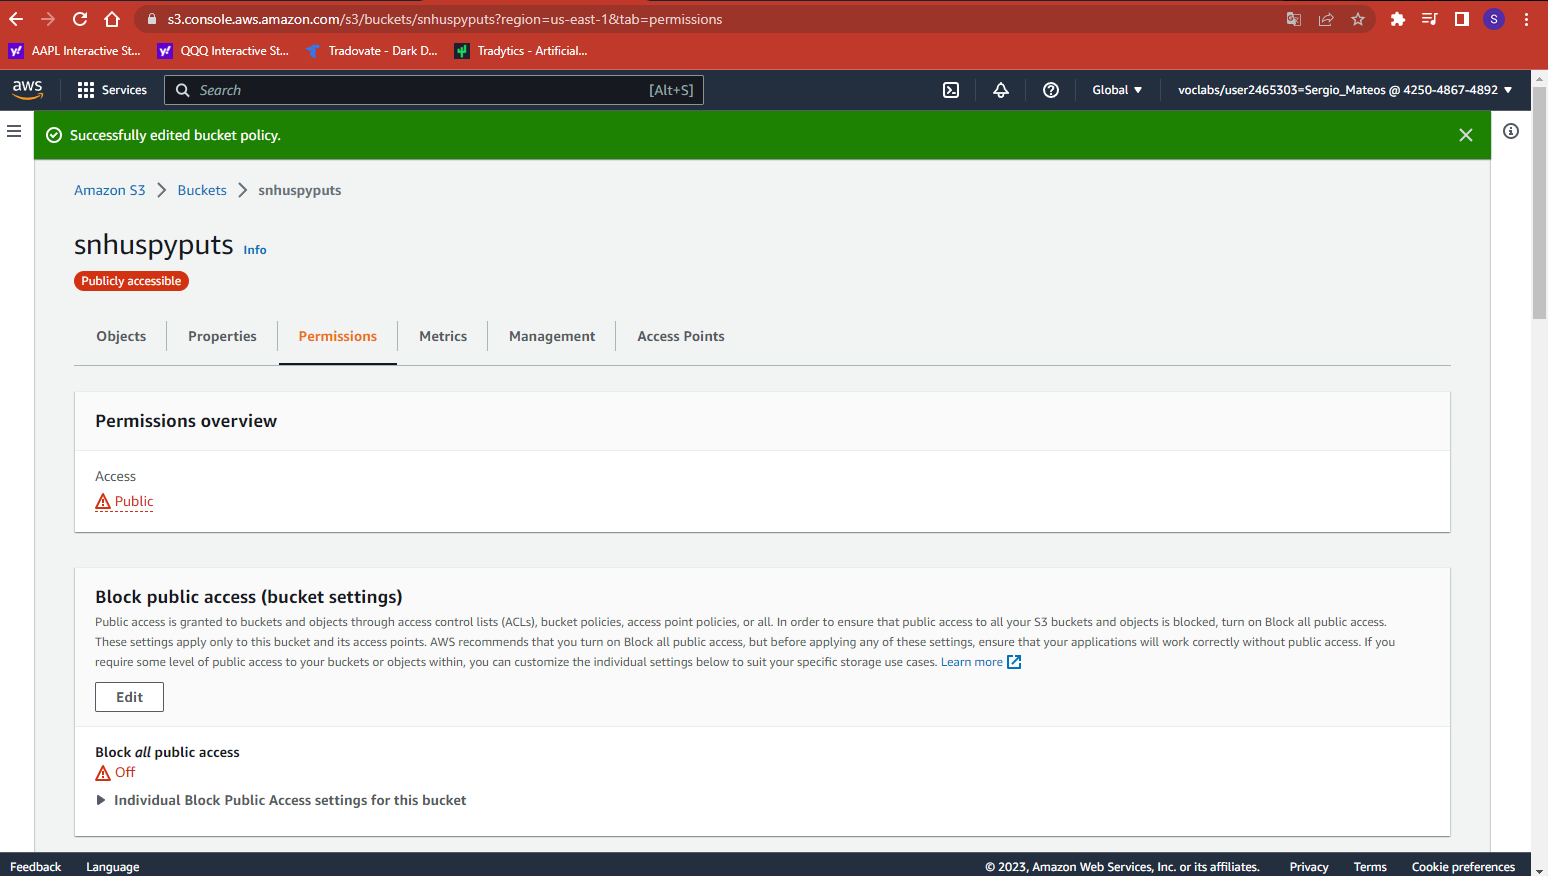 s3.console.aws.amazon.com/s3/buckets/snhuspyputs?region=us-east-1&tab=permissions
S
AAPL Interactive St... QQQ Interactive St... Tradovate - Dark D... Tradytics - Artificial...
aws Services Search [Alt+S] Global voclabs/user2465303=Sergio_Mateos @ 4250-4867-4892
Successfully edited bucket policy.
Amazon S3 Buckets snhuspyputs
snhuspyputs Info
Publicly accessible
Objects Properties Permissions Metrics Management Access Points
Permissions overview
Access
Public
Block public access (bucket settings)
Public access is granted to buckets and objects through access control lists (ACLs), bucket policies, access point policies, or all. In order to ensure that public access to all your S3 buckets and objects is blocked, turn on Block all public access.
These settings apply only to this bucket and its access points. AWS recommends that you turn on Block all public access, but before applying any of these settings, ensure that your applications will work correctly without public access. If you
require some level of public access to your buckets or objects within, you can customize the individual settings below to suit your specific storage use cases. Learn more
Edit
Block all public access
Off
Individual Block Public Access settings for this bucket
Feedback Language © 2023, Amazon Web Services, Inc. or its affiliates. Privacy Terms Cookie preferences